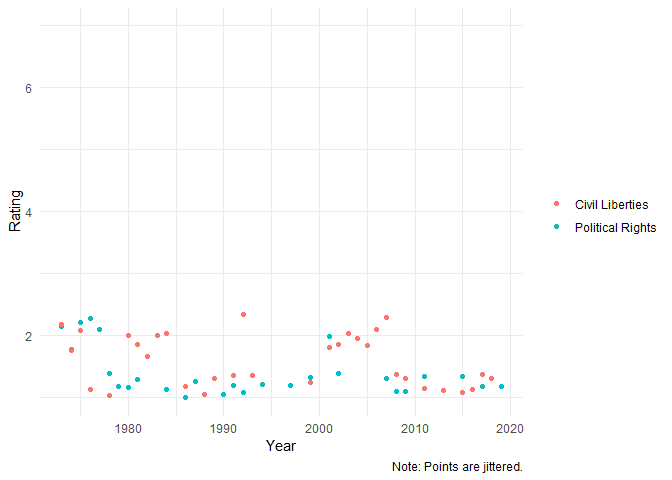 6
4
2
Rating
1980 1990 2000 2010 2020
Year
Civil Liberties
Political Rights
Note: Points are jittered.